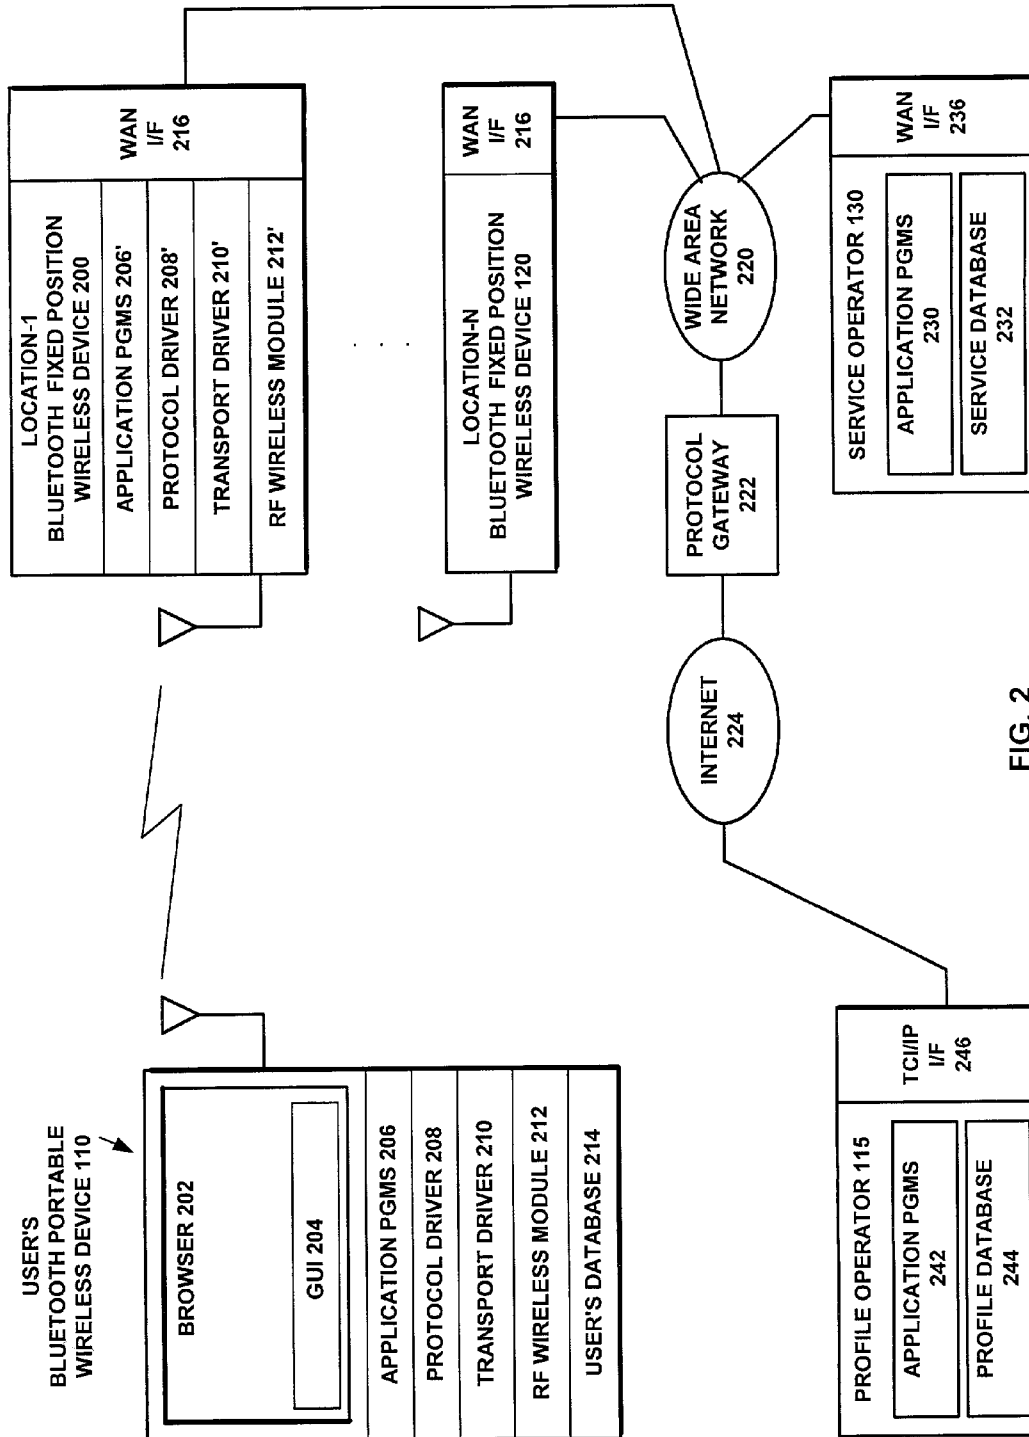 USER'S
BLUETOOTH PORTABLE
WIRELESS DEVICE 110
BROWSER 202
GUI 204
APPLICATION PGMS 206
PROTOCOL DRIVER 208
TRANSPORT DRIVER 210
RF WIRELESS MODULE 212
USER'S DATABASE 214
LOCATION-1
BLUETOOTH FIXED POSITION
WIRELESS DEVICE 200
APPLICATION PGMS 206'
PROTOCOL DRIVER 208'
TRANSPORT DRIVER 210'
RF WIRELESS MODULE 212'
WAN
I/F
216
. . .
LOCATION-N
BLUETOOTH FIXED POSITION
WIRELESS DEVICE 120
WAN
I/F
216
WIDE AREA
NETWORK
220
PROTOCOL
GATEWAY
222
INTERNET
224
PROFILE OPERATOR 115
APPLICATION PGMS
242
PROFILE DATABASE
244
TCI/IP
I/F
246
SERVICE OPERATOR 130
APPLICATION PGMS
230
SERVICE DATABASE
232
WAN
I/F
236
FIG. 2